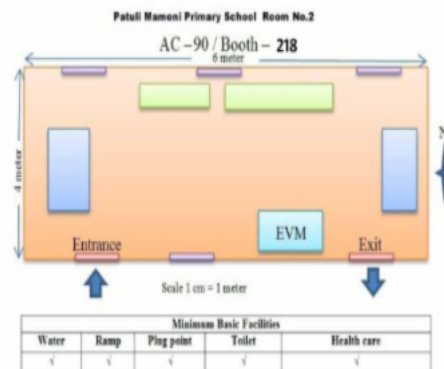 Patuli Mamoni Primary School Room No.2
AC –90 / Booth – 218
6 meter
4 meter
N
EVM
Entrance
Exit
Scale 1 cm = 1 meter
Minimum Basic Facilities
Water Ramp Plug point Toilet Health care
√ √ √ √ √